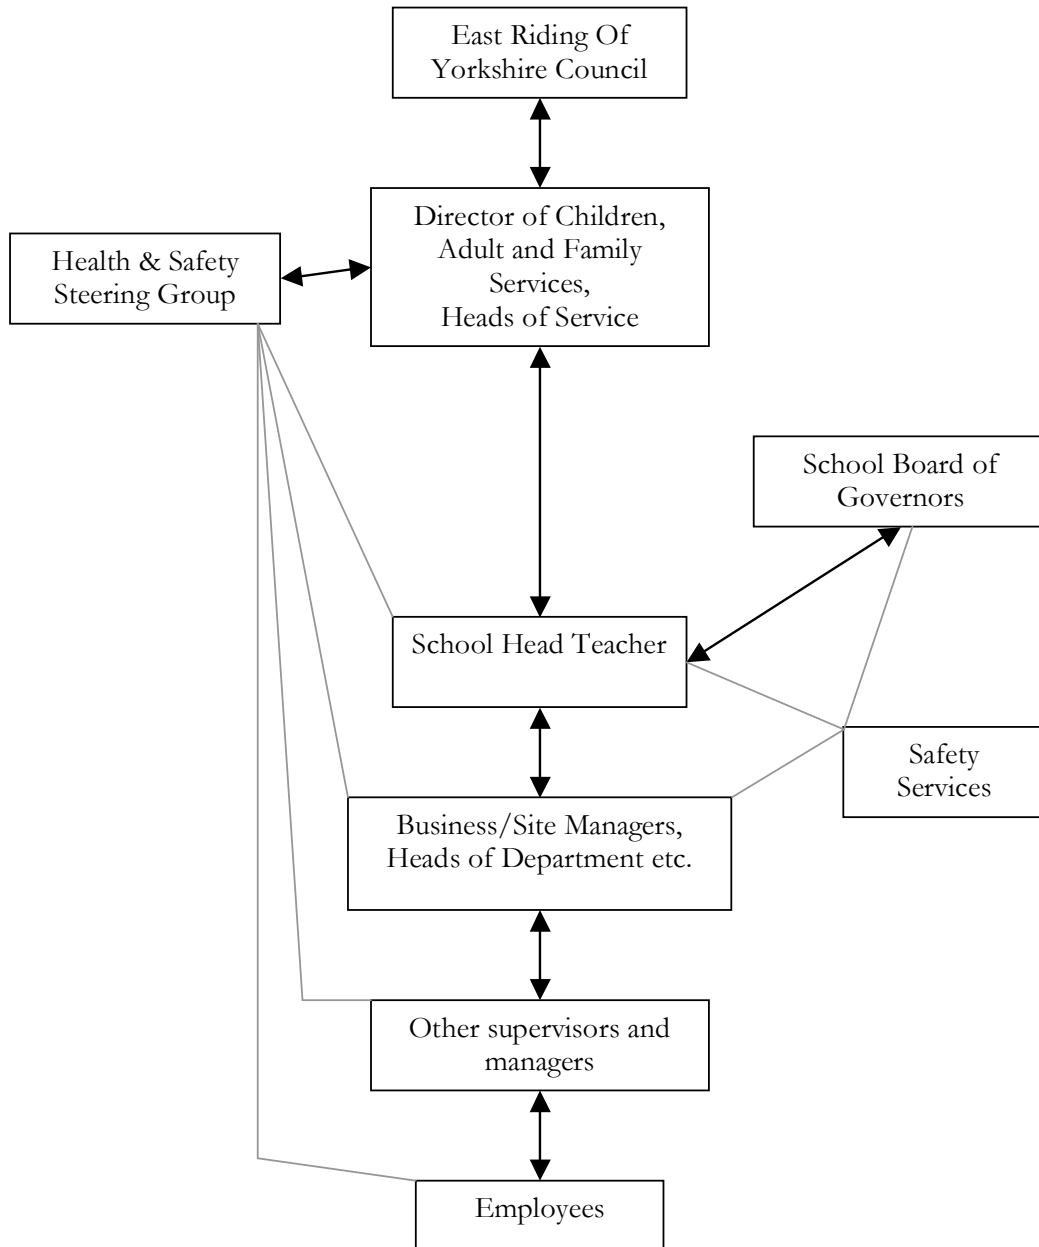 East Riding Of
Yorkshire Council
Director of Children,
Adult and Family
Services,
Heads of Service
Health & Safety
Steering Group
School Board of
Governors
School Head Teacher
Safety
Services
Business/Site Managers,
Heads of Department etc.
Other supervisors and
managers
Employees